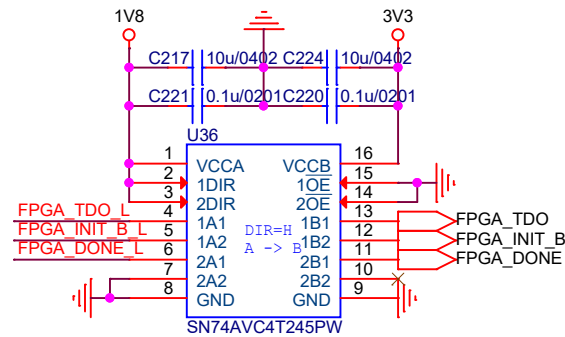 1V8 3V3
C217 10u/0402 C224 10u/0402
C221 0.1u/0201 C220 0.1u/0201
U36
1 VCCA VCCB 16
2 1DIR 1OE 15
3 2DIR 2OE 14
FPGA_TDO_L 4 1A1 1B1 13 FPGA_TDO
FPGA_INIT_B_L 5 1A2 DIR=H 1B2 12 FPGA_INIT_B
FPGA_DONE_L 6 2A1 A -> B 2B1 11 FPGA_DONE
7 2A2 2B2 10
8 GND GND 9
SN74AVC4T245PW